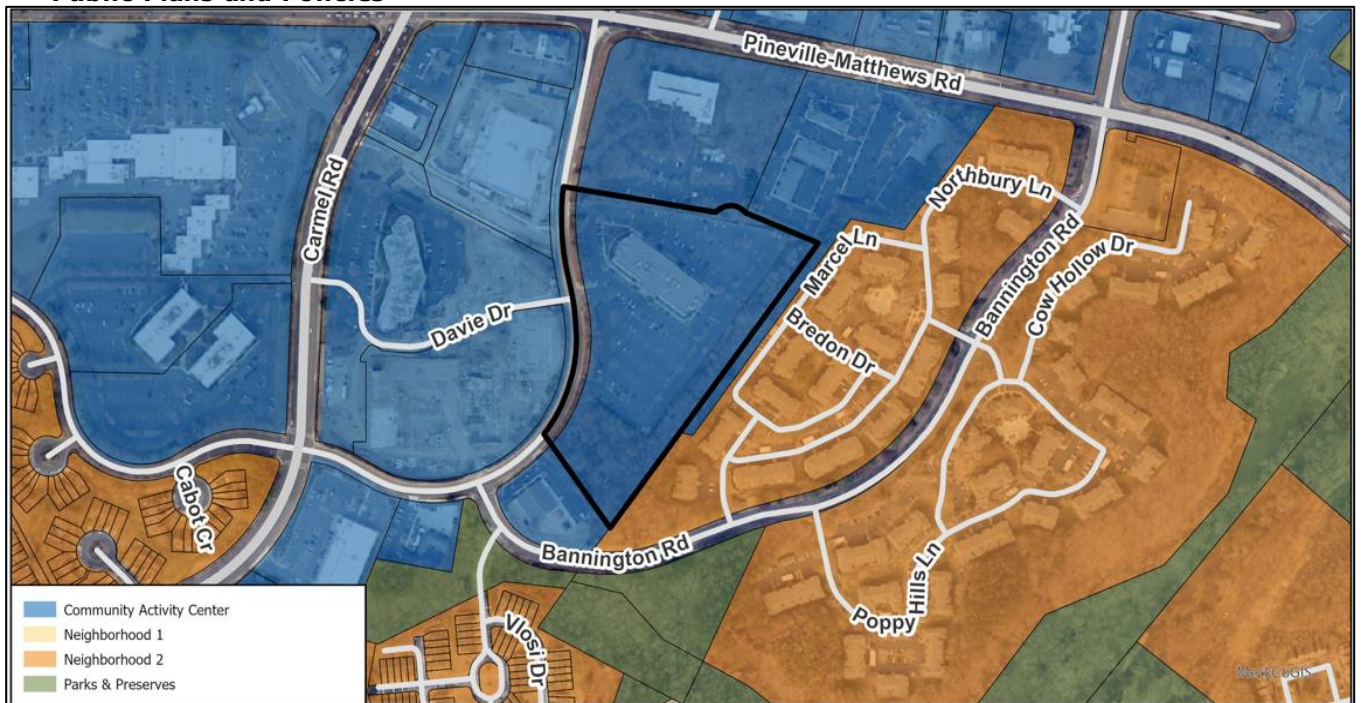 Public Plans and Policies
Pineville-Matthews Rd
Carmel Rd
Northbury Ln
Marcel Ln
Bannington Rd
Cow Hollow Dr
Davie Dr
Bredon Dr
Cabot Cr
Bannington Rd
Poppy Hills Ln
Vlosi Dr
Community Activity Center
Neighborhood 1
Neighborhood 2
Parks & Preserves
MeckCoGIS